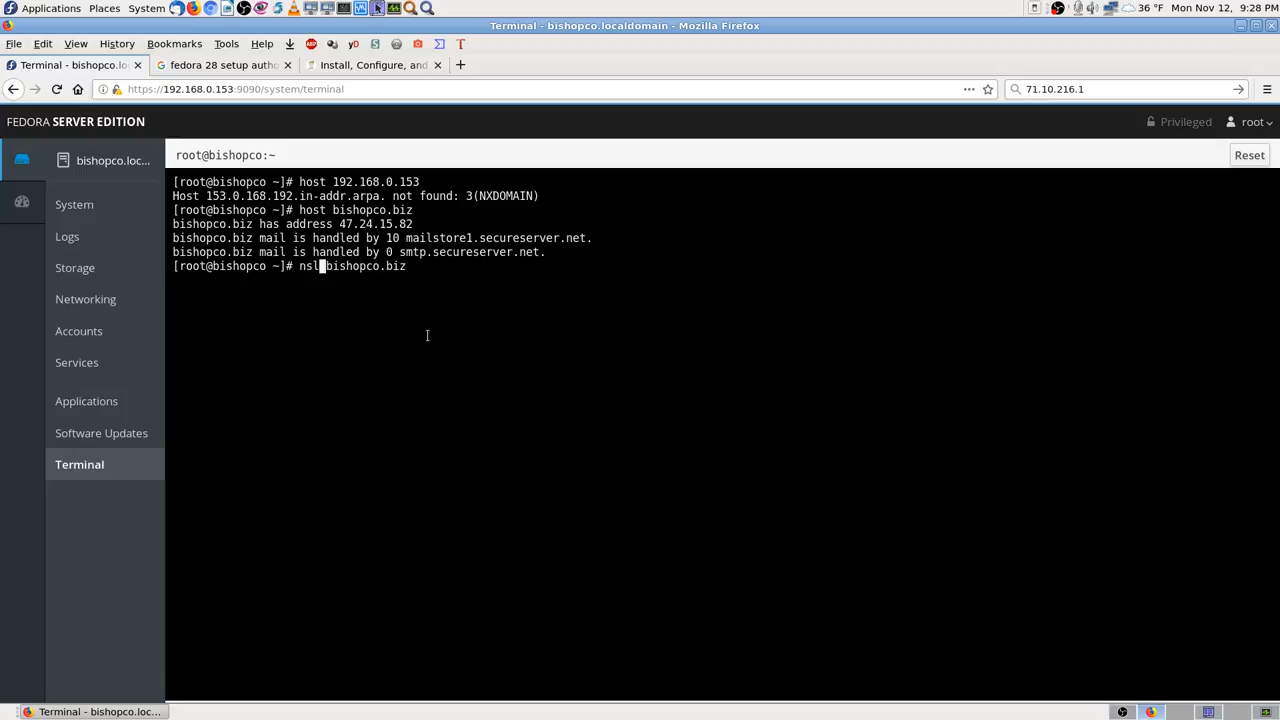 Applications Places System 36 °F Mon Nov 12, 9:28 PM
Terminal - bishopco.localdomain - Mozilla Firefox
File Edit View History Bookmarks Tools Help
Terminal - bishopco.lo fedora 28 setup autho Install, Configure, and
https://192.168.0.153:9090/system/terminal 71.10.216.1
FEDORA SERVER EDITION Privileged root
bishopco.loc... root@bishopco:~ Reset
System
Logs
Storage
Networking
Accounts
Services
Applications
Software Updates
Terminal
[root@bishopco ~]# host 192.168.0.153
Host 153.0.168.192.in-addr.arpa. not found: 3(NXDOMAIN)
[root@bishopco ~]# host bishopco.biz
bishopco.biz has address 47.24.15.82
bishopco.biz mail is handled by 10 mailstore1.secureserver.net.
bishopco.biz mail is handled by 0 smtp.secureserver.net.
[root@bishopco ~]# nsl bishopco.biz
Terminal - bishopco.loc...